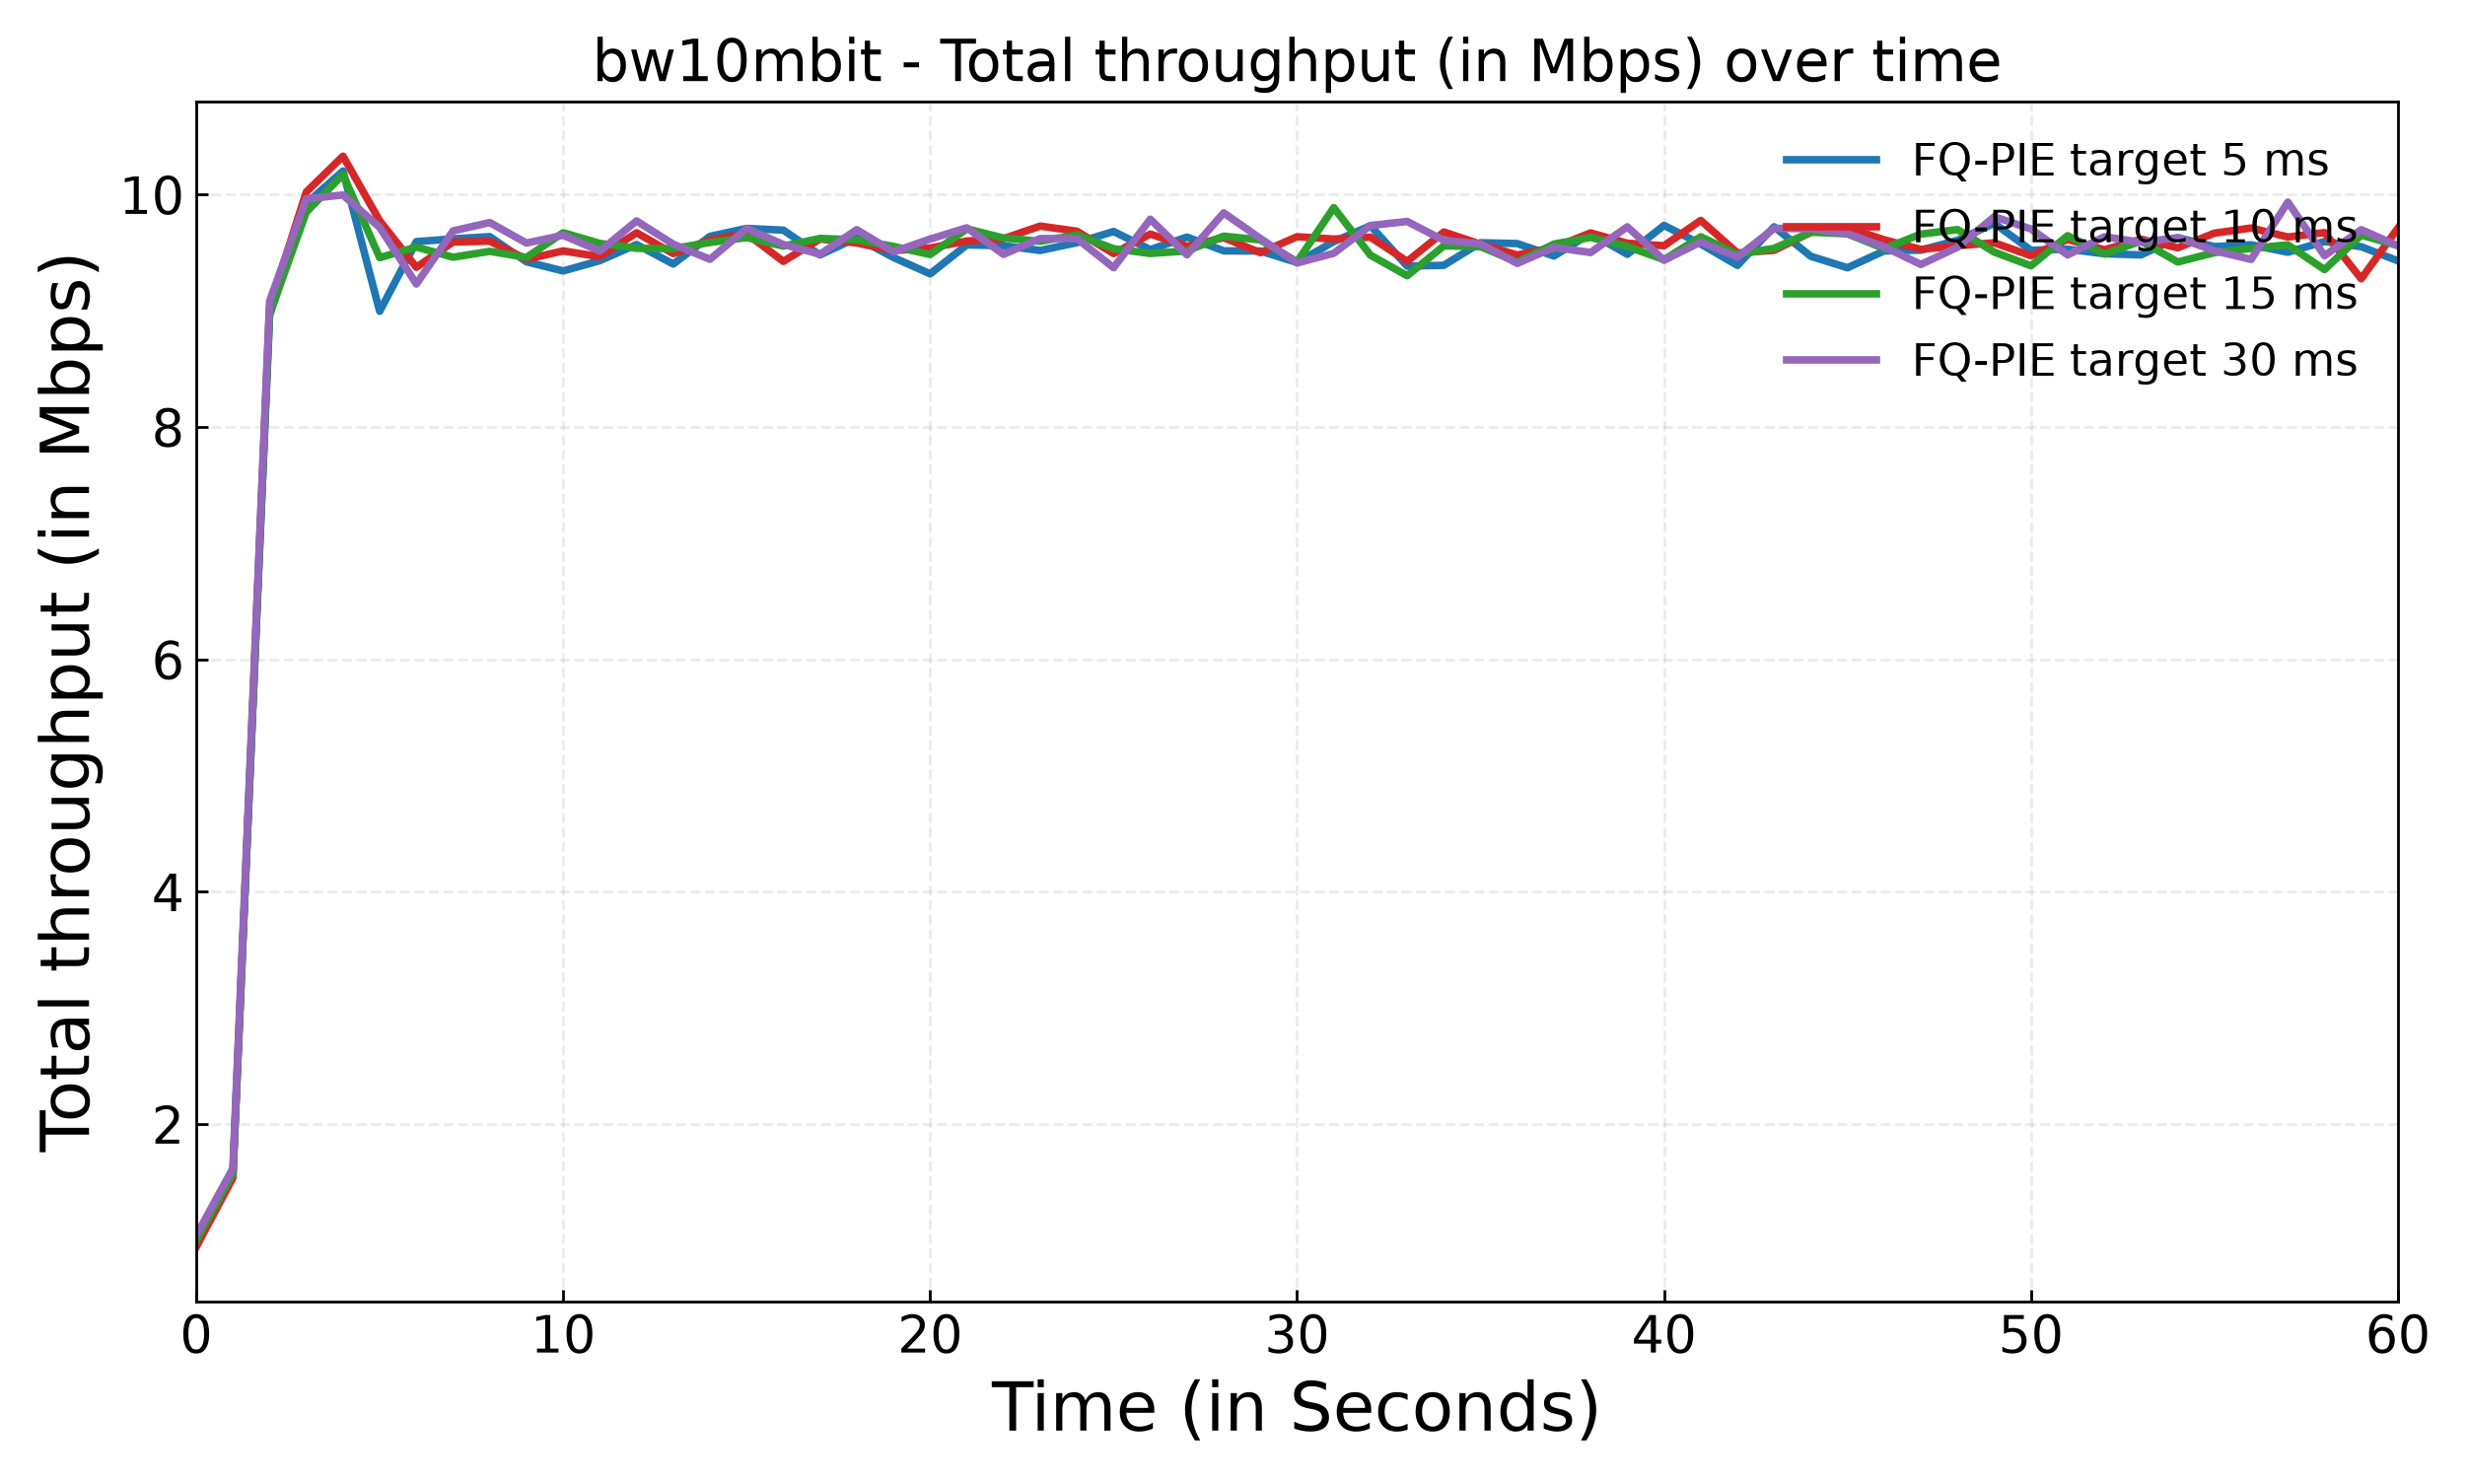 bw10mbit - Total throughput (in Mbps) over time
Total throughput (in Mbps)
10
8
6
4
2
FQ-PIE target 5 ms
FQ-PIE target 10 ms
FQ-PIE target 15 ms
FQ-PIE target 30 ms
0 10 20 30 40 50 60
Time (in Seconds)